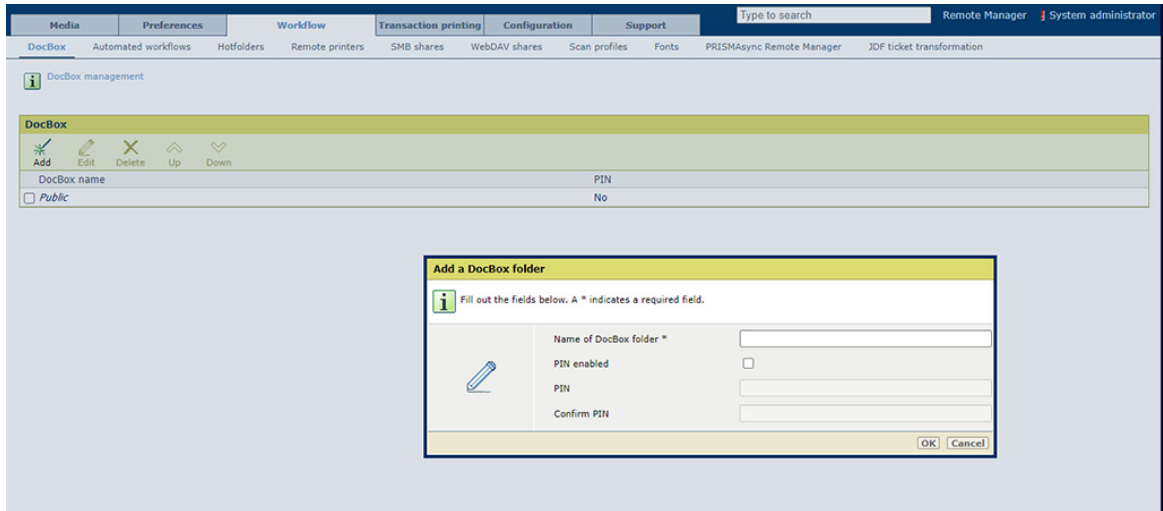 Media Preferences Workflow Transaction printing Configuration Support Type to search Remote Manager System administrator
DocBox Automated workflows Hotfolders Remote printers SMB shares WebDAV shares Scan profiles Fonts PRISMAsync Remote Manager JDF ticket transformation
DocBox management
DocBox
Add Edit Delete Up Down
DocBox name PIN
Public No
Add a DocBox folder
Fill out the fields below. A * indicates a required field.
Name of DocBox folder *
PIN enabled
PIN
Confirm PIN
OK Cancel